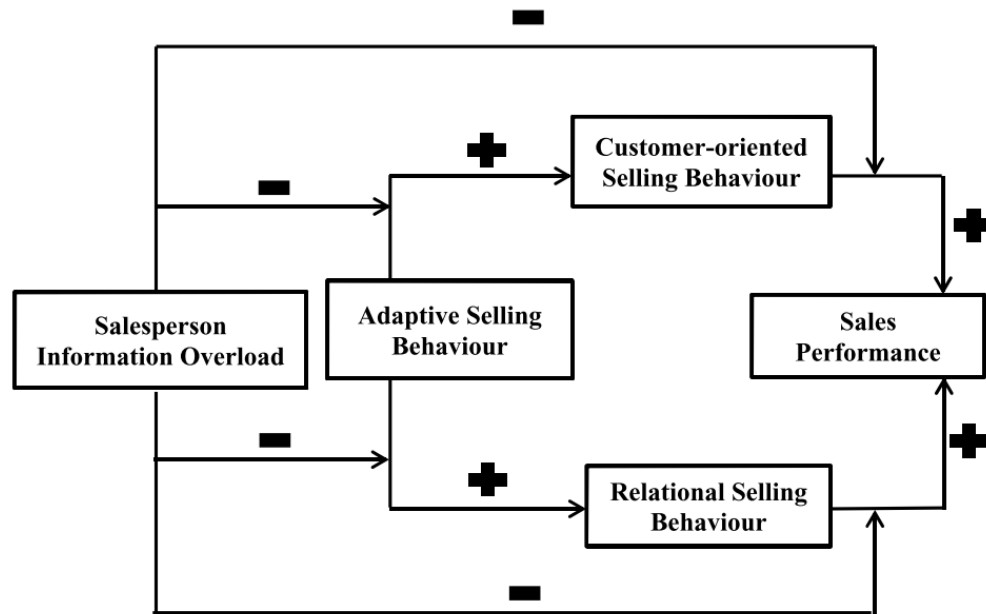 Customer-oriented
Selling Behaviour
Salesperson
Information Overload
Adaptive Selling
Behaviour
Sales
Performance
Relational Selling
Behaviour